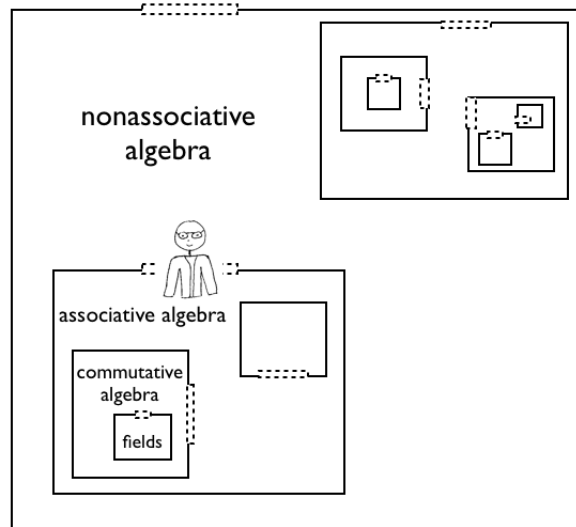 nonassociative
algebra
associative algebra
commutative
algebra
fields